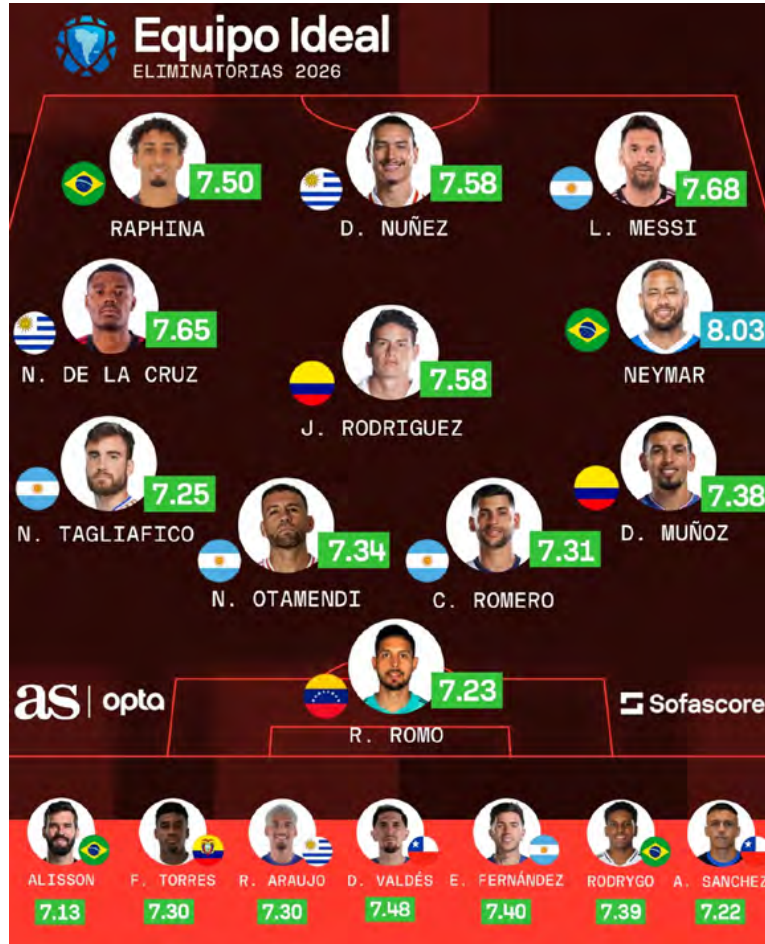 Equipo Ideal
ELIMINATORIAS 2026
7.50
7.58
7.68
RAPHINA
D. NUÑEZ
L. MESSI
7.65
7.58
8.03
N. DE LA CRUZ
J. RODRIGUEZ
NEYMAR
7.25
7.34
7.31
7.38
N. TAGLIAFICO
N. OTAMENDI
C. ROMERO
D. MUÑOZ
7.23
R. ROMO
as | opta
Sofascore
ALISSON F. TORRES R. ARAUJO D. VALDÉS E. FERNÁNDEZ RODRYGO A. SANCHEZ
7.13 7.30 7.30 7.48 7.40 7.39 7.22